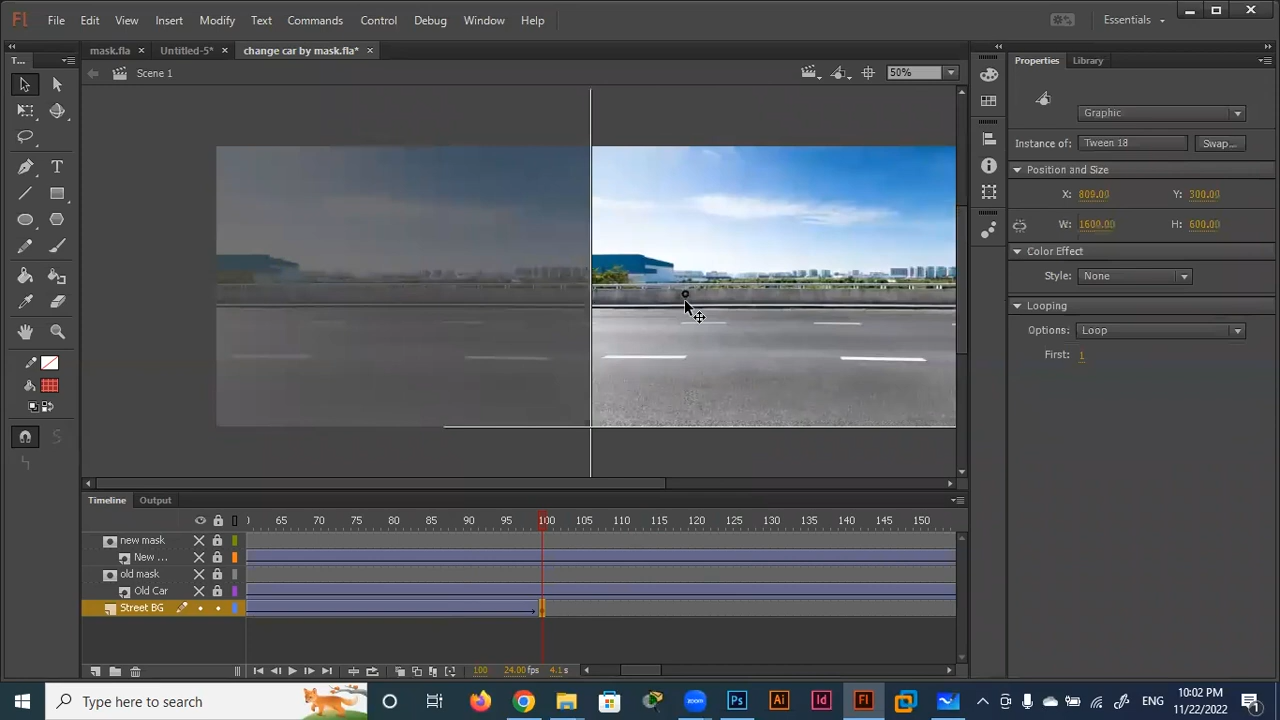 Fl File Edit View Insert Modify Text Commands Control Debug Window Help Essentials
mask.fla Untitled-5* change car by mask.fla*
T... Properties Library
Scene 1 50%
Graphic
Instance of: Tween 18 Swap...
Position and Size
X: 800.00 Y: 300.00
W: 1600.00 H: 600.00
Color Effect
Style: None
Looping
Options: Loop
First: 1
Timeline Output
65 70 75 80 85 90 95 100 105 110 115 120 125 130 135 140 145 150
new mask
New ...
old mask
Old Car
Street BG
100 24.00 fps 4.1 s
Type here to search
Ps Ai Id Fl ENG
10:02 PM
11/22/2022
zoom